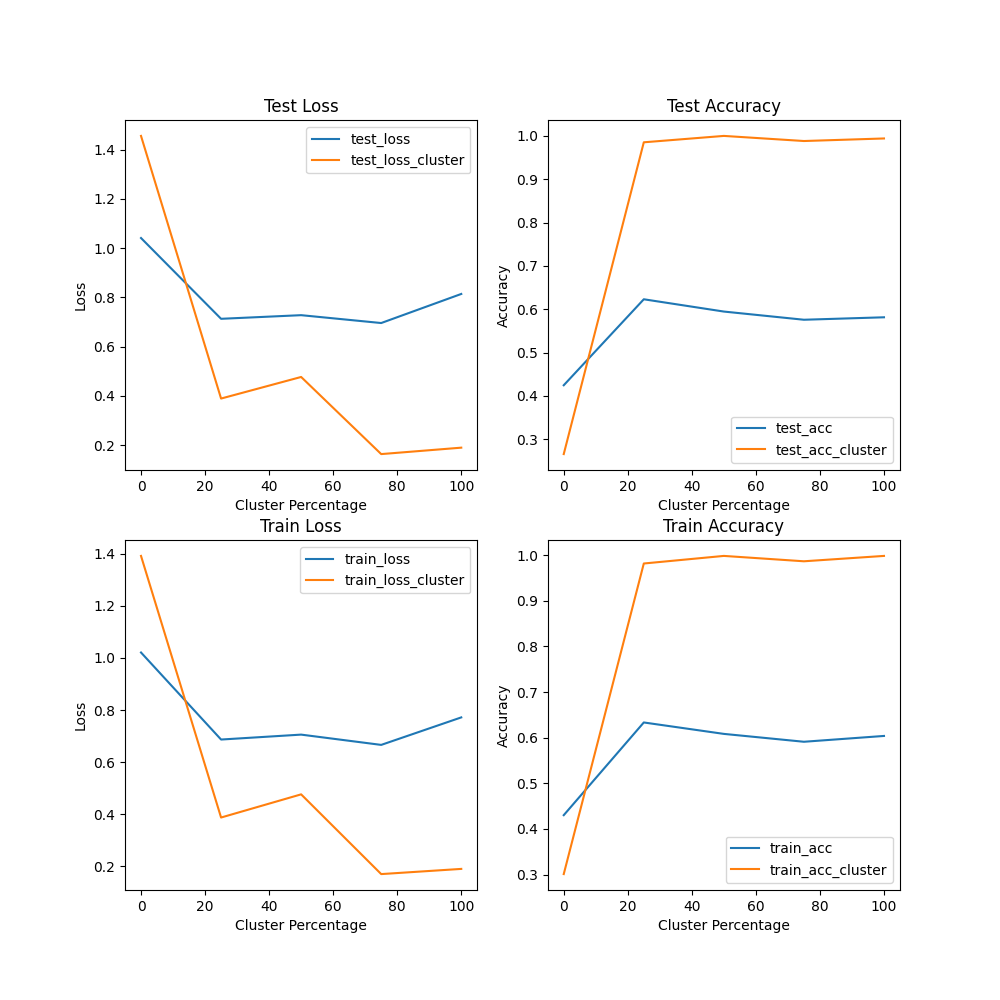 Test Loss
test_loss
test_loss_cluster
1.4
1.2
1.0
0.8
0.6
0.4
0.2
Loss
0 20 40 60 80 100
Cluster Percentage
Test Accuracy
1.0
0.9
0.8
0.7
0.6
0.5
0.4
0.3
Accuracy
test_acc
test_acc_cluster
0 20 40 60 80 100
Cluster Percentage
Train Loss
train_loss
train_loss_cluster
1.4
1.2
1.0
0.8
0.6
0.4
0.2
Loss
0 20 40 60 80 100
Cluster Percentage
Train Accuracy
1.0
0.9
0.8
0.7
0.6
0.5
0.4
0.3
Accuracy
train_acc
train_acc_cluster
0 20 40 60 80 100
Cluster Percentage